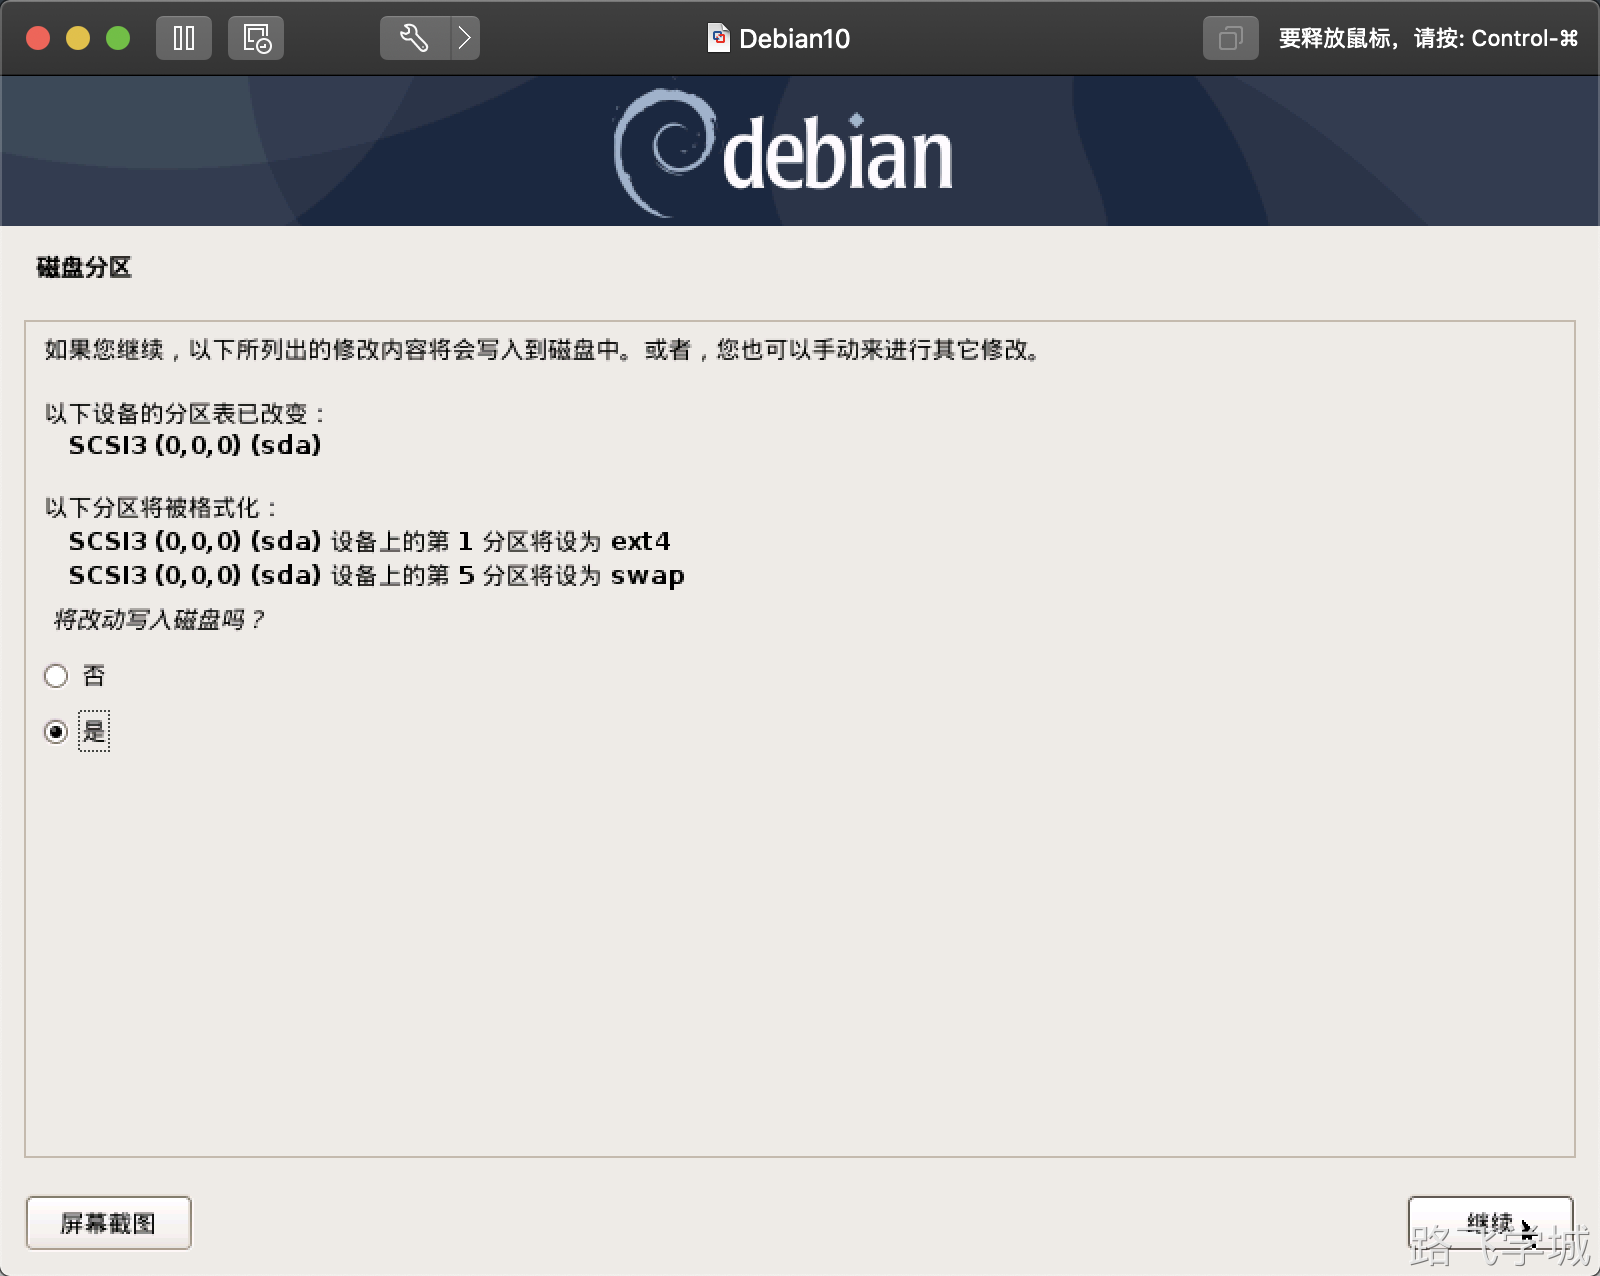 Debian10
要释放鼠标，请按: Control-⌘
debian
磁盘分区
如果您继续，以下所列出的修改内容将会写入到磁盘中。或者，您也可以手动来进行其它修改。
以下设备的分区表已改变：
SCSI3 (0,0,0) (sda)
以下分区将被格式化：
SCSI3 (0,0,0) (sda) 设备上的第 1 分区将设为 ext4
SCSI3 (0,0,0) (sda) 设备上的第 5 分区将设为 swap
将改动写入磁盘吗？
否
是
屏幕截图
继续
路飞学城